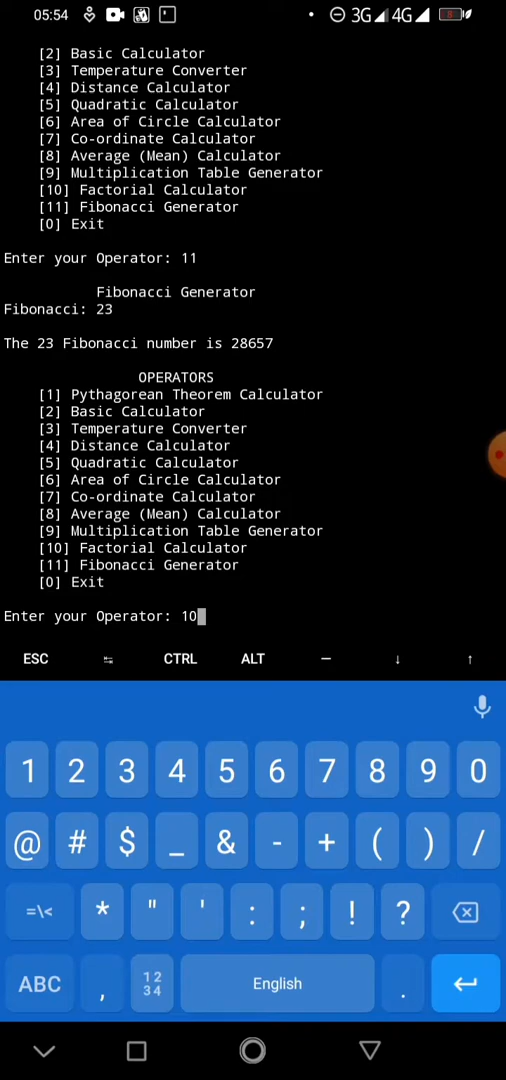 05:54
3G 4G 8
[2] Basic Calculator
[3] Temperature Converter
[4] Distance Calculator
[5] Quadratic Calculator
[6] Area of Circle Calculator
[7] Co-ordinate Calculator
[8] Average (Mean) Calculator
[9] Multiplication Table Generator
[10] Factorial Calculator
[11] Fibonacci Generator
[0] Exit
Enter your Operator: 11
Fibonacci Generator
Fibonacci: 23
The 23 Fibonacci number is 28657
OPERATORS
[1] Pythagorean Theorem Calculator
[2] Basic Calculator
[3] Temperature Converter
[4] Distance Calculator
[5] Quadratic Calculator
[6] Area of Circle Calculator
[7] Co-ordinate Calculator
[8] Average (Mean) Calculator
[9] Multiplication Table Generator
[10] Factorial Calculator
[11] Fibonacci Generator
[0] Exit
Enter your Operator: 10
ESC ↹ CTRL ALT — ↓ ↑
1 2 3 4 5 6 7 8 9 0
@ # $ _ & - + ( ) /
=\< * " ' : ; ! ?
ABC , 1234 English .